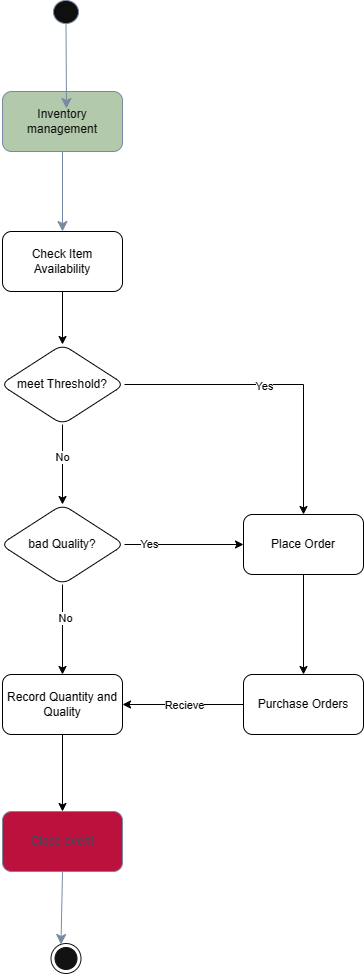 Inventory
management
Check Item
Availability
meet Threshold?
Yes
No
bad Quality?
Yes
Place Order
No
Record Quantity and
Quality
Recieve
Purchase Orders
Close event